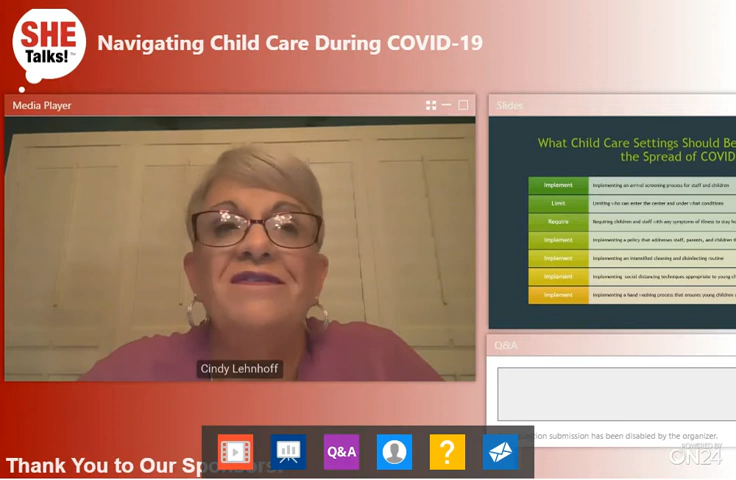 SHE
Talks!
Navigating Child Care During COVID-19
Media Player
Slides
What Child Care Settings Should Be
the Spread of COVID
Implement Implementing an arrival screening process for staff and children
Limit Limiting who can enter the center and under what conditions
Require Requiring children and staff with any symptoms of illness to stay
Implement Implementing a policy that addresses staff, parents, and children
Implement Implementing an intensified cleaning and disinfecting routine
Implement Implementing social distancing techniques appropriate to young
Implement Implementing a hand washing process that ensures young children
Cindy Lehnhoff
Q&A
submission has been disabled by the organizer.
Q&A
?
POWERED BY
ON24
Thank You to Our Sponsors!